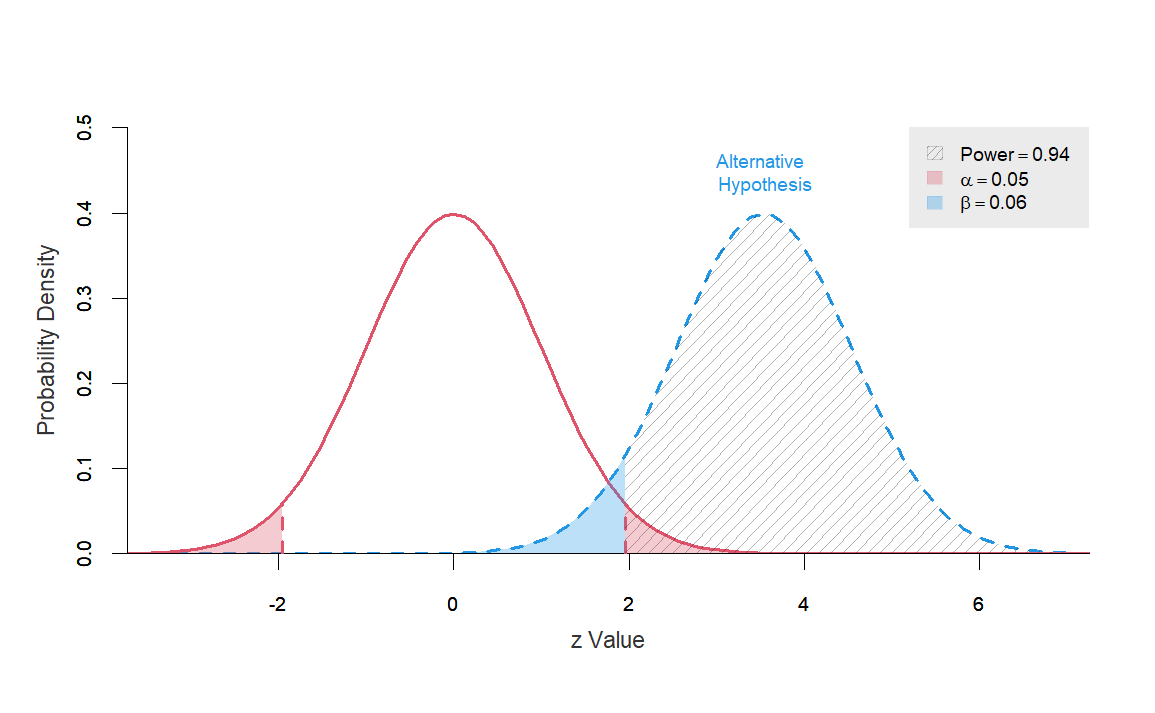 Alternative
Hypothesis
Power = 0.94
α = 0.05
β = 0.06
Probability Density
0.5
0.4
0.3
0.2
0.1
0.0
-2
0
2
4
6
z Value